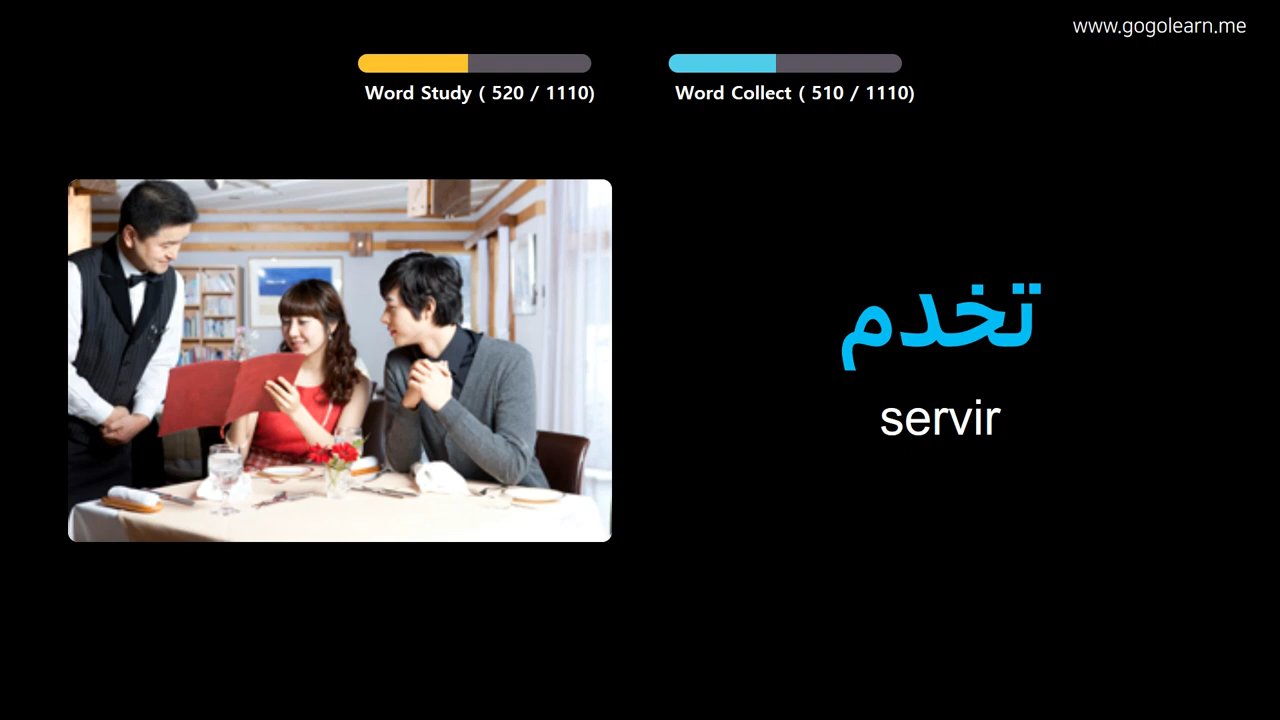 www.gogolearn.me
Word Study ( 520 / 1110)
Word Collect ( 510 / 1110)
تخدم
servir